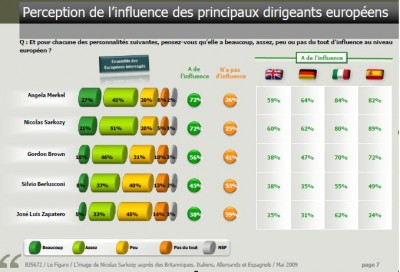 Perception de l'influence des principaux dirigeants européens
Q : Et pour chacune des personnalités suivantes, pensez-vous qu'elle a beaucoup, assez, peu ou pas du tout d'influence au niveau européen ?
Ensemble des Européens interrogés
A de l'influence
N'a pas d'influence
A de l'influence
Angela Merkel 27% 45% 20% 72% 26% 59% 64% 84% 82%
Nicolas Sarkozy 21% 51% 20% 72% 25% 60% 62% 80% 89%
Gordon Brown 10% 46% 31% 10% 56% 41% 38% 47% 70% 72%
Silvio Berlusconi 37% 40% 13% 45% 53% 38% 35% 55% 49%
José Luis Zapatero 33% 45% 14% 38% 59% 35% 31% 62% 24%
Beaucoup Assez Peu Pas du tout NSP
BJ5672 / Le Figaro / L'image de Nicolas Sarkozy auprès des Britanniques, Italiens, Allemands et Espagnols / Mai 2009 page 7